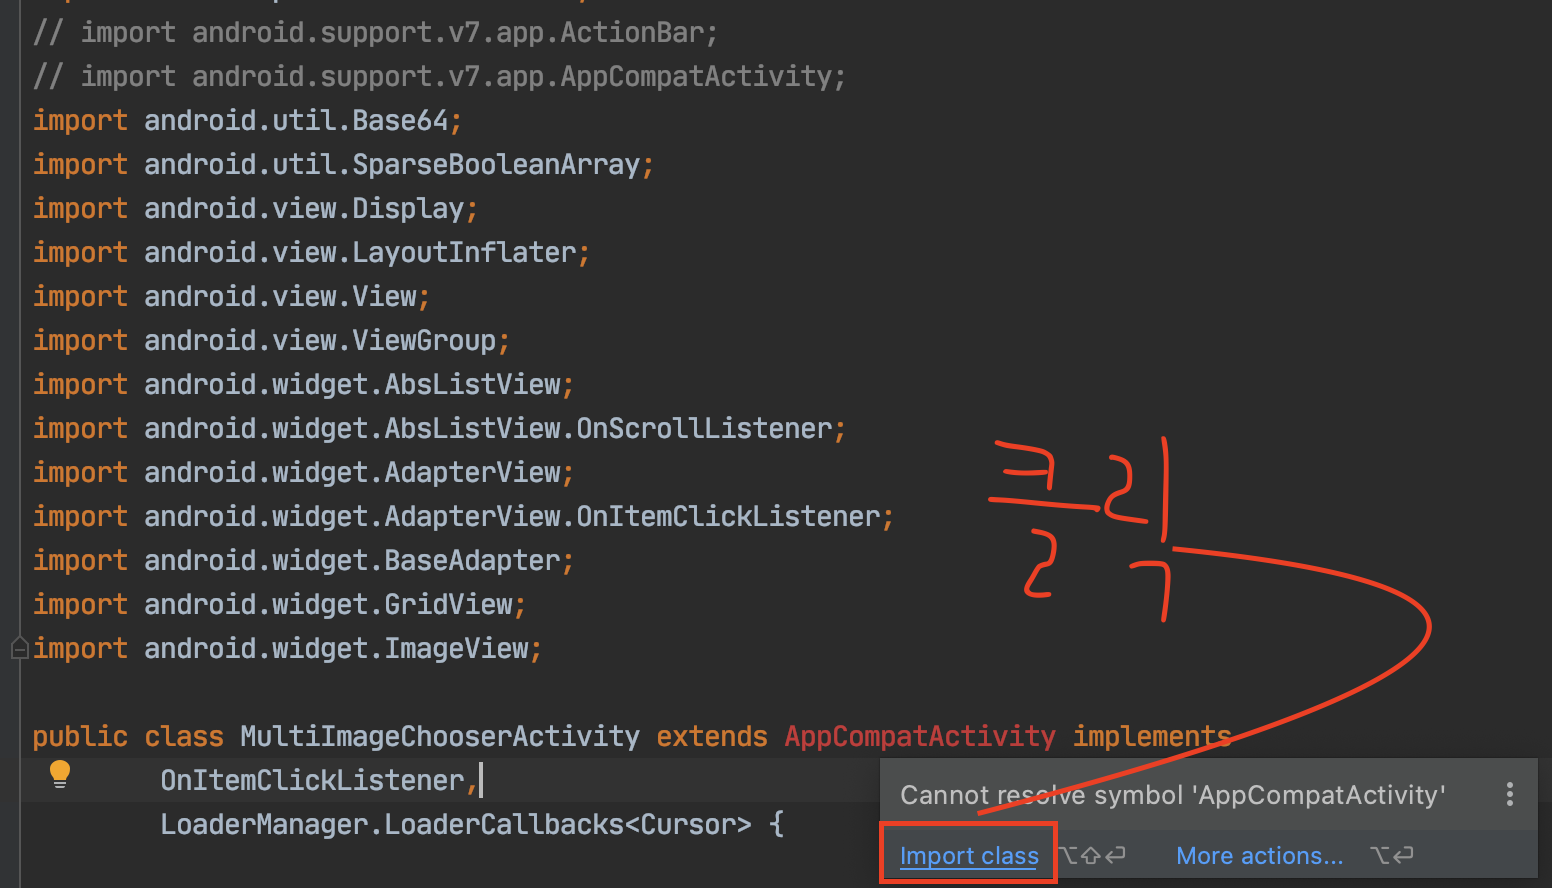 // import android.support.v7.app.ActionBar;
// import android.support.v7.app.AppCompatActivity;
import android.util.Base64;
import android.util.SparseBooleanArray;
import android.view.Display;
import android.view.LayoutInflater;
import android.view.View;
import android.view.ViewGroup;
import android.widget.AbsListView;
import android.widget.AbsListView.OnScrollListener;
import android.widget.AdapterView;
import android.widget.AdapterView.OnItemClickListener;
클릭
import android.widget.BaseAdapter;
import android.widget.GridView;
import android.widget.ImageView;
public class MultiImageChooserActivity extends AppCompatActivity implements
OnItemClickListener,
LoaderManager.LoaderCallbacks<Cursor> {
Cannot resolve symbol 'AppCompatActivity'
Import class ⌥⇧⏎ More actions... ⌥⏎